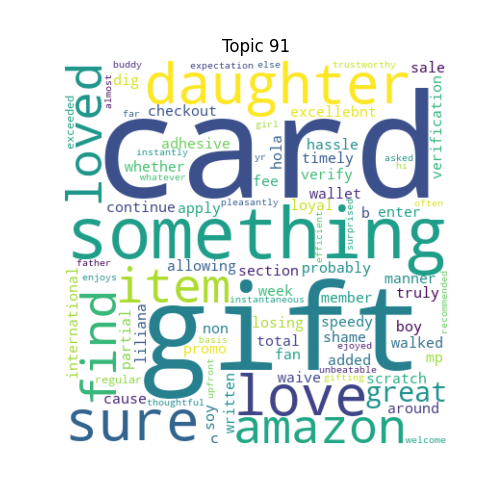 Topic 91
buddy expectation else trustworthy
exceeded
loved
almost
dig
daughter
sale
far checkout excellebnt
verification
card
girl
instantly
adhesive
hola
hassle
asked
hi
whether
timely
yr
whatever
fee
verify
wallet
pleasantly
often
continue apply
loyal
b enter
something
efficient
surprised
father
allowing section probably
manner
enjoys
international
find
item
week
instantaneous
member
truly
recommended
gift
partial
lilliana
non
losing
speedy
boy
basis
promo
total
fan
shame
added
walked
mp
ejoyed
unbeatable
regular
upfront
waive
gifting scratch
cause
thoughtful
soy
written
love
great
around
sure
c
amazon
welcome